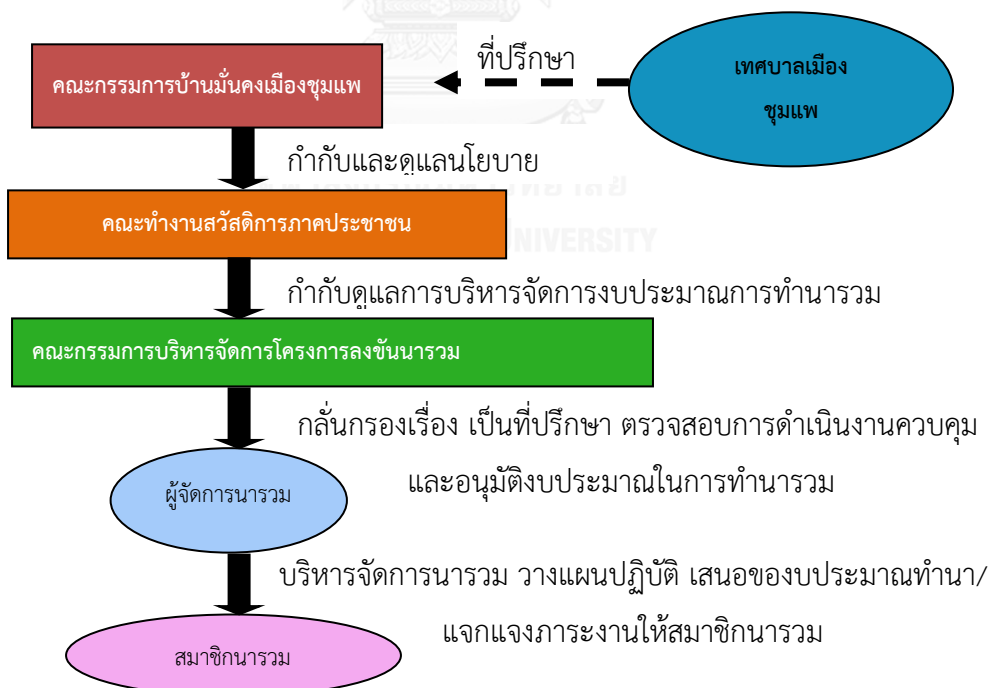 ที่ปรึกษา
เทศบาลเมือง
ชุมแพ
คณะกรรมการบ้านมั่นคงเมืองชุมแพ
กำกับและดูแลนโยบาย
คณะทำงานสวัสดิการภาคประชาชน
NIVERSITY
กำกับดูแลการบริหารจัดการงบประมาณการทำนารวม
คณะกรรมการบริหารจัดการโครงการลงขันนารวม
กลั่นกรองเรื่อง เป็นที่ปรึกษา ตรวจสอบการดำเนินงานควบคุม
และอนุมัติงบประมาณในการทำนารวม
ผู้จัดการนารวม
บริหารจัดการนารวม วางแผนปฏิบัติ เสนอของบประมาณทำนา/
แจกแจงภาระงานให้สมาชิกนารวม
สมาชิกนารวม